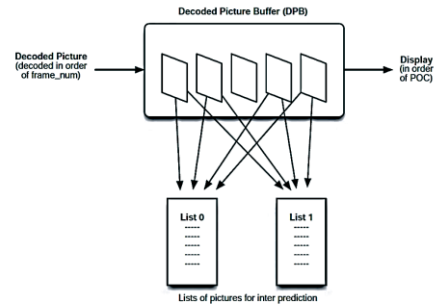 Decoded Picture Buffer (DPB)
Decoded Picture
(decoded in order
of frame_num)
Display
(in order
of POC)
List 0
-----
-----
-----
-----
-----
List 1
-----
-----
-----
-----
-----
Lists of pictures for inter prediction